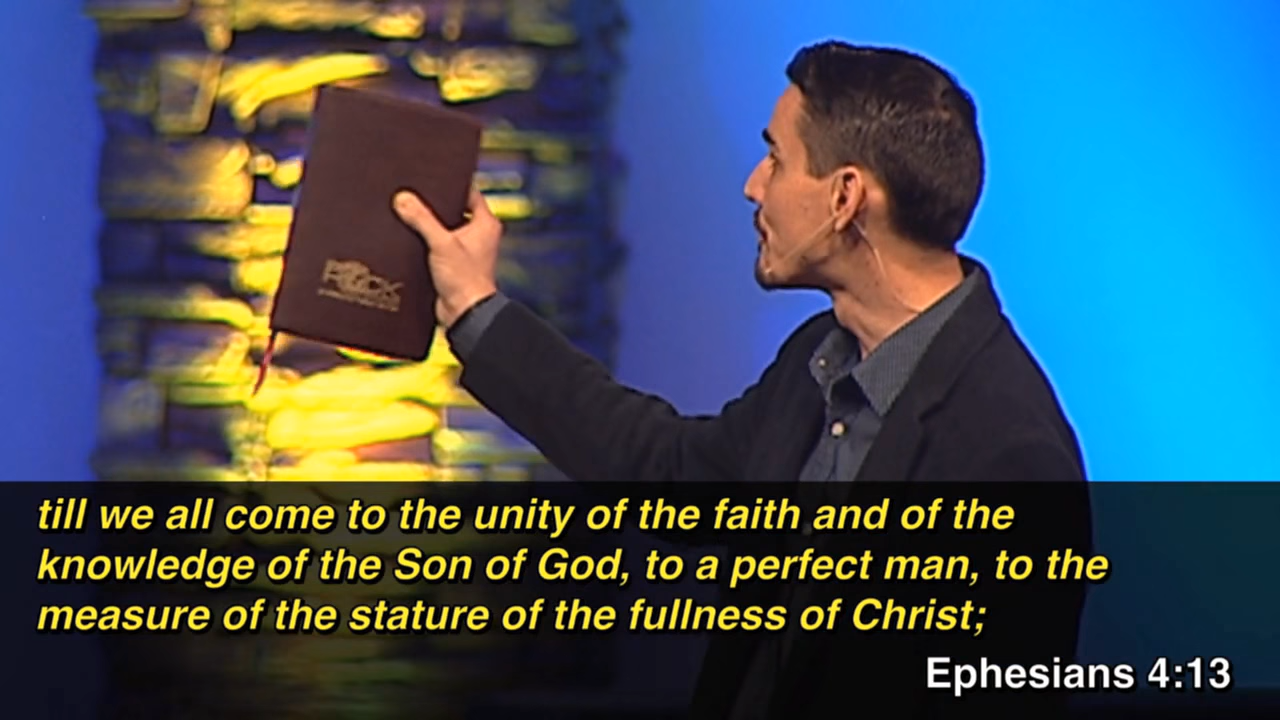 ROCK
till we all come to the unity of the faith and of the
knowledge of the Son of God, to a perfect man, to the
measure of the stature of the fullness of Christ;
Ephesians 4:13